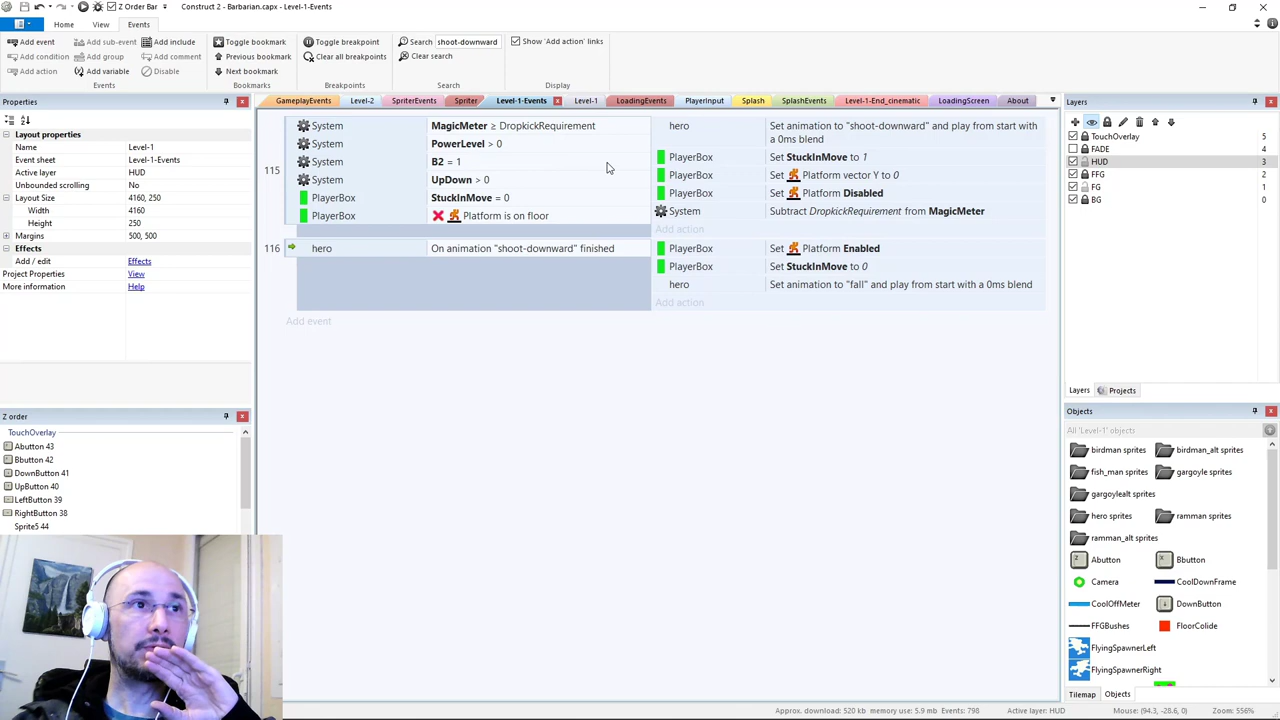 Z Order Bar
Construct 2 - Barbarian.capx - Level-1-Events
Home
View
Events
Add event
Add sub-event
Add include
Toggle bookmark
Toggle breakpoint
Search
shoot-downward
Show 'Add action' links
Add condition
Add group
Add comment
Previous bookmark
Clear all breakpoints
Clear search
Add action
Add variable
Disable
Next bookmark
Events
Bookmarks
Breakpoints
Search
Display
Properties
GameplayEvents
Level-2
SpriterEvents
Spriter
Level-1-Events
Level-1
LoadingEvents
PlayerInput
Splash
SplashEvents
Level-1-End_cinematic
LoadingScreen
About
Layout properties
Name Level-1
Event sheet Level-1-Events
Active layer HUD
Unbounded scrolling No
Layout Size 4160, 250
Width 4160
Height 250
Margins 500, 500
Effects
Add / edit Effects
Project Properties View
More information Help
115
System MagicMeter ≥ DropkickRequirement
System PowerLevel > 0
System B2 = 1
System UpDown > 0
PlayerBox StuckInMove = 0
PlayerBox Platform is on floor
hero Set animation to "shoot-downward" and play from start with
a 0ms blend
PlayerBox Set StuckInMove to 1
PlayerBox Set Platform vector Y to 0
PlayerBox Set Platform Disabled
System Subtract DropkickRequirement from MagicMeter
Add action
116 hero On animation "shoot-downward" finished
PlayerBox Set Platform Enabled
PlayerBox Set StuckInMove to 0
hero Set animation to "fall" and play from start with a 0ms blend
Add action
Add event
Layers
TouchOverlay 5
FADE 4
HUD 3
FFG 2
FG 1
BG 0
Layers
Projects
Z order
TouchOverlay
Abutton 43
Bbutton 42
DownButton 41
UpButton 40
LeftButton 39
RightButton 38
Sprite5 44
Objects
All 'Level-1' objects
birdman sprites
birdman_alt sprites
fish_man sprites
gargoyle sprites
gargoylealt sprites
hero sprites
ramman sprites
ramman_alt sprites
Abutton
Bbutton
Camera
CoolDownFrame
CoolOffMeter
DownButton
FFGBushes
FloorColide
FlyingSpawnerLeft
FlyingSpawnerRight
Tilemap
Objects
Approx. download: 520 kb
memory use: 5.9 mb
Events: 798
Active layer: HUD
Mouse: (94.3, -28.6, 0)
Zoom: 556%